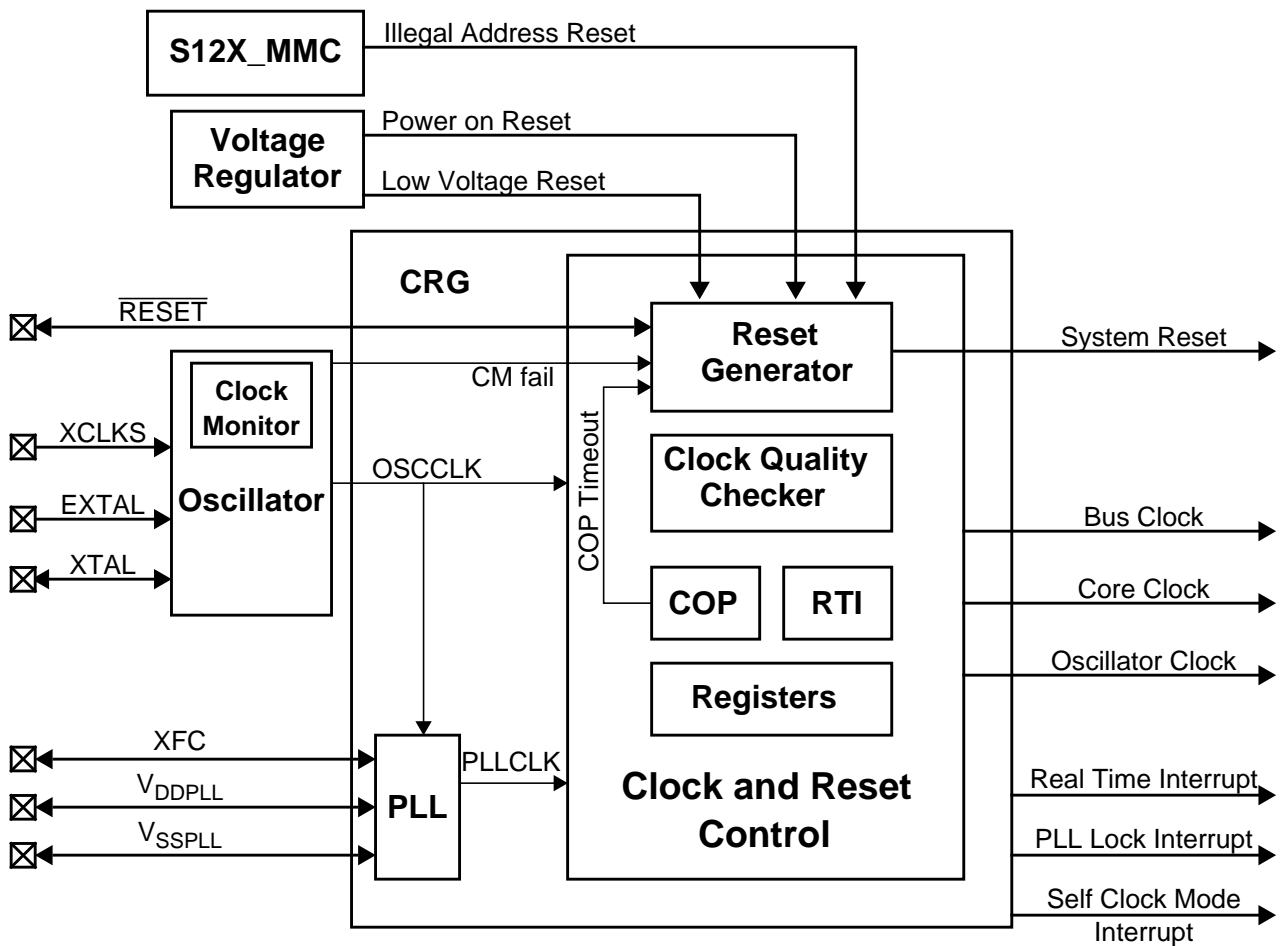 S12X_MMC
Illegal Address Reset
Voltage
Regulator
Power on Reset
Low Voltage Reset
CRG
RESET
Reset
Generator
System Reset
Clock
Monitor
CM fail
XCLKS
OSCCLK
COP Timeout
Clock Quality
Checker
EXTAL
Oscillator
Bus Clock
XTAL
COP
RTI
Core Clock
Oscillator Clock
Registers
XFC
PLLCLK
Real Time Interrupt
VDDPLL
PLL
Clock and Reset
Control
VSSPLL
PLL Lock Interrupt
Self Clock Mode
Interrupt